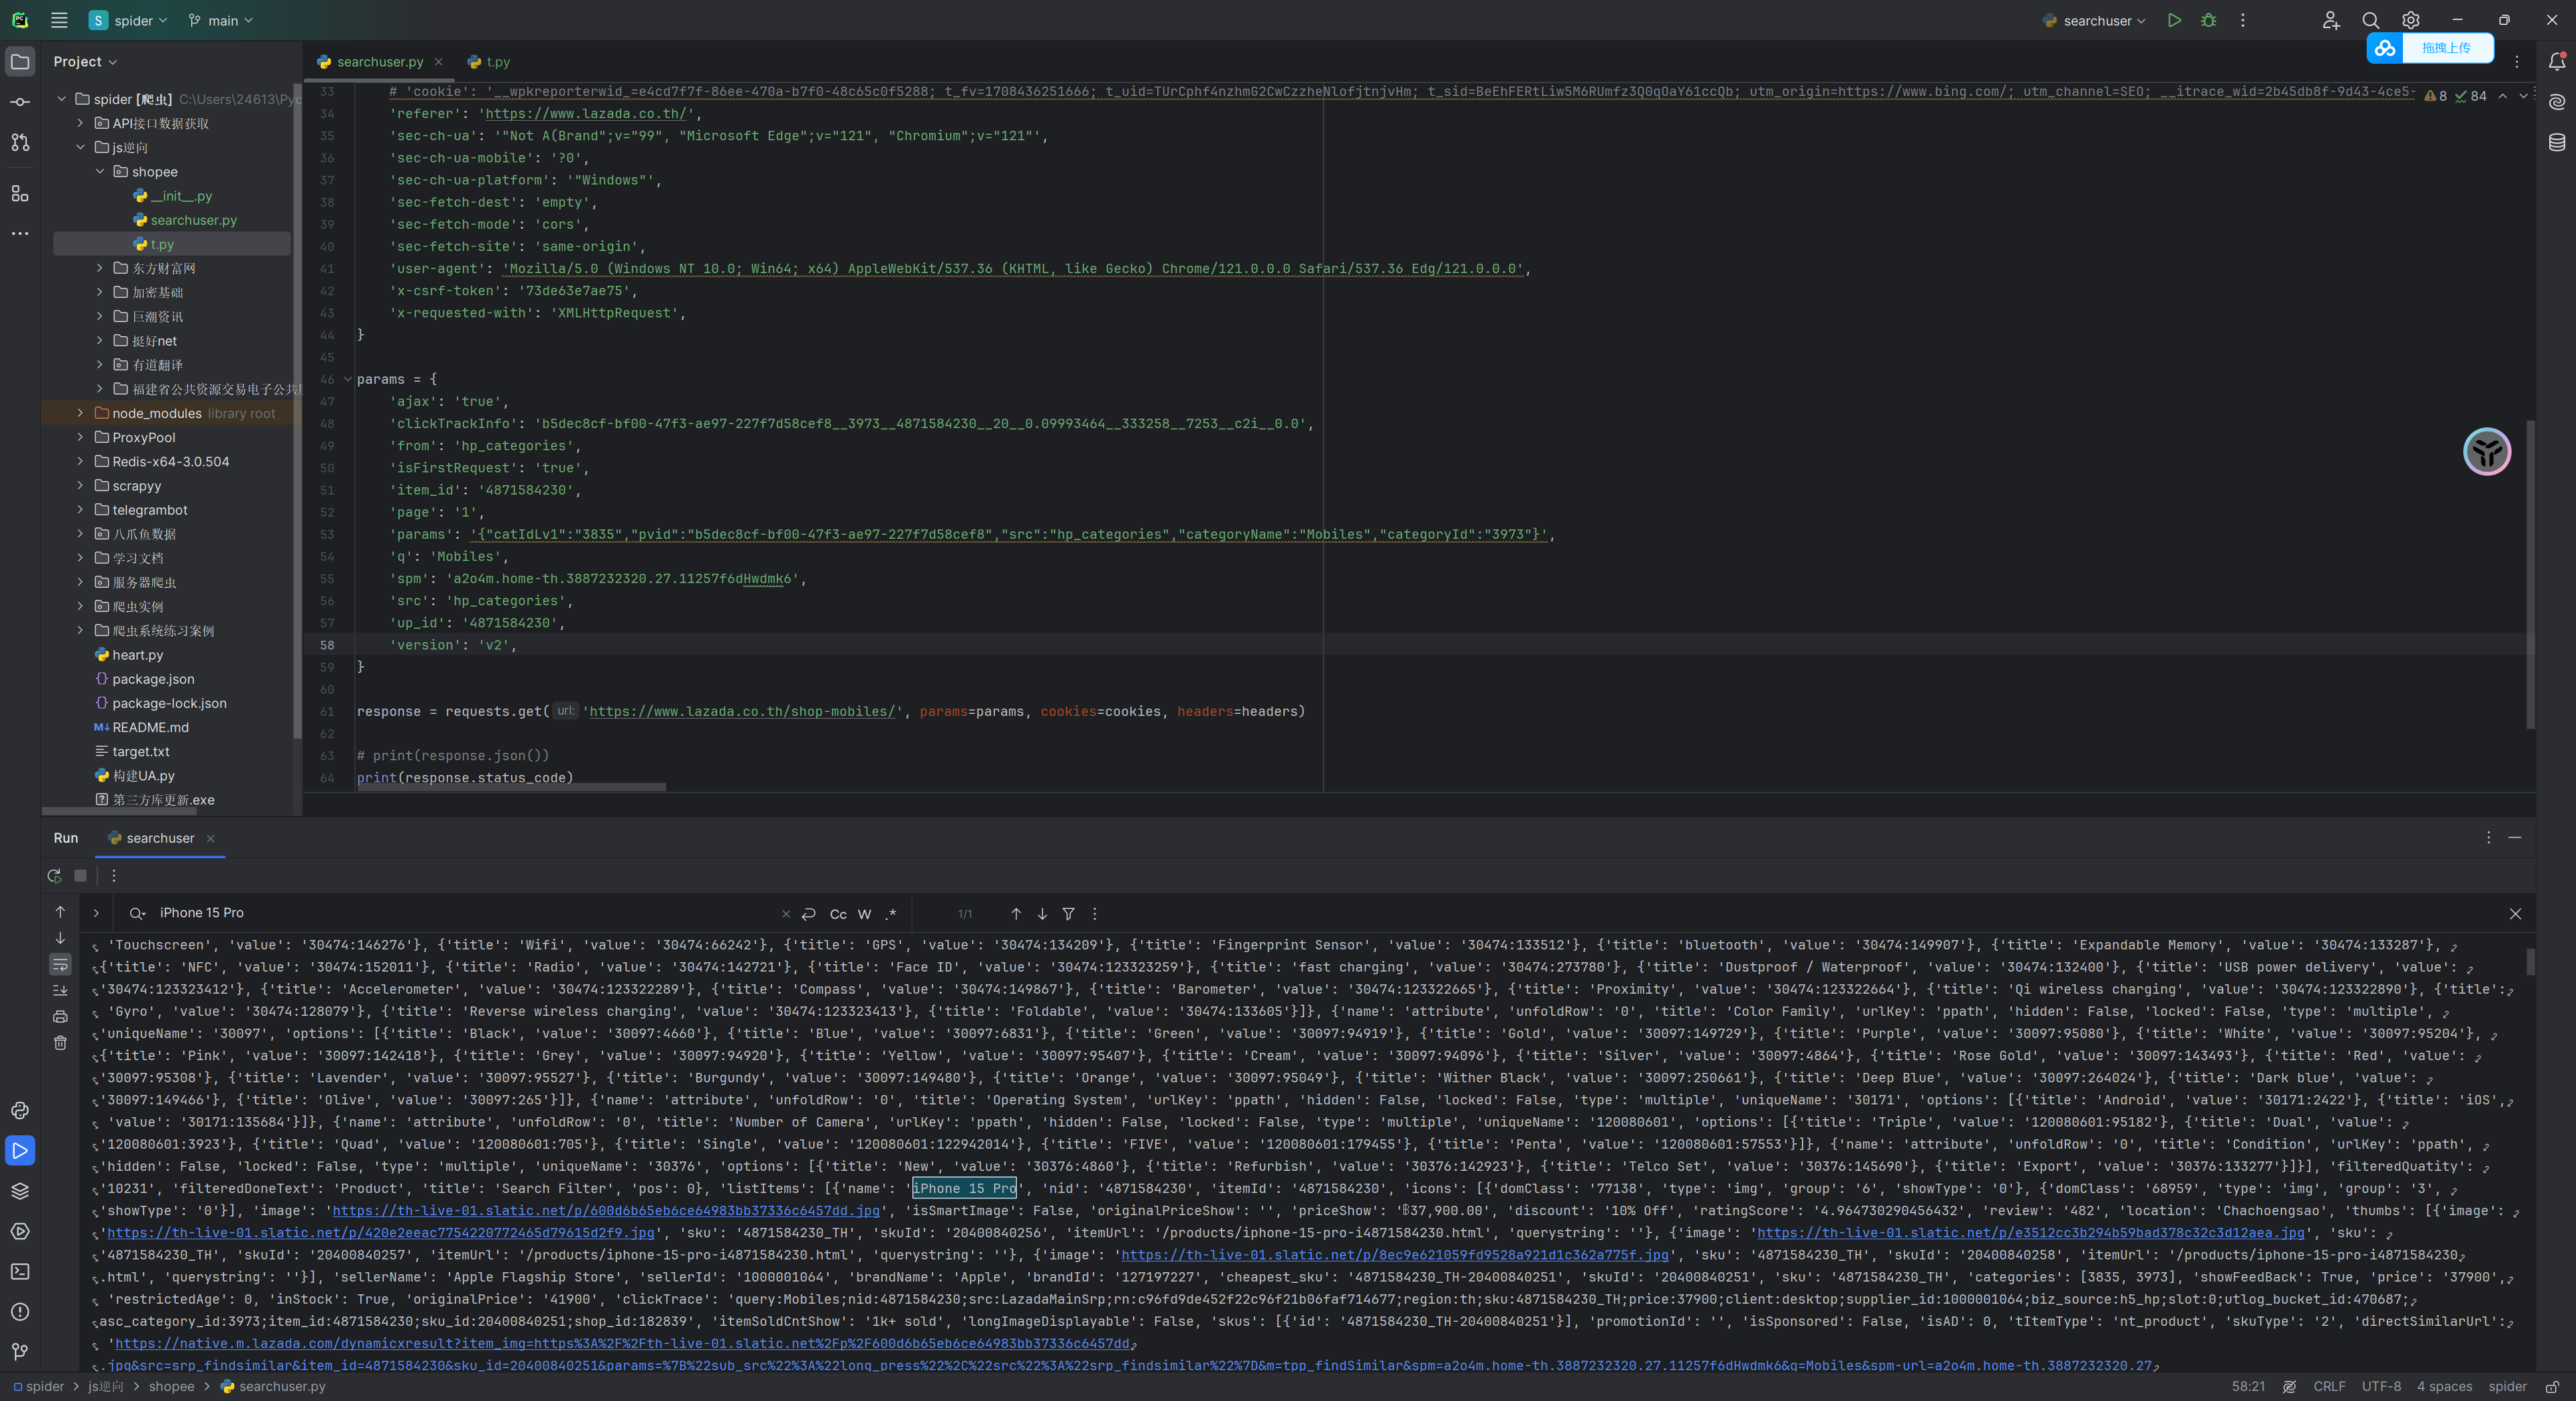 spider
main
searchuser
拖拽上传
Project
searchuser.py
t.py
spider [爬虫] C:\Users\24613\Pyc
API接口数据获取
js逆向
shopee
__init__.py
searchuser.py
t.py
东方财富网
加密基础
巨潮资讯
挺好net
有道翻译
福建省公共资源交易电子公共
node_modules library root
ProxyPool
Redis-x64-3.0.504
scrapyy
telegrambot
八爪鱼数据
学习文档
服务器爬虫
爬虫实例
爬虫系统练习案例
heart.py
package.json
package-lock.json
README.md
target.txt
构建UA.py
第三方库更新.exe
33 # 'cookie': '__wpkreporterwid_=e4cd7f7f-86ee-470a-b7f0-48c65c0f5288; t_fv=1708436251666; t_uid=TUrCphf4nzhmG2CwCzzheNlofjtnjvHm; t_sid=BeEhFERtLiw5M6RUmfz3Q0qOaY61ccQb; utm_origin=https://www.bing.com/; utm_channel=SEO; __itrace_wid=2b45db8f-9d43-4ce5-
8 84
34 'referer': 'https://www.lazada.co.th/',
35 'sec-ch-ua': '"Not A(Brand";v="99", "Microsoft Edge";v="121", "Chromium";v="121"',
36 'sec-ch-ua-mobile': '?0',
37 'sec-ch-ua-platform': '"Windows"',
38 'sec-fetch-dest': 'empty',
39 'sec-fetch-mode': 'cors',
40 'sec-fetch-site': 'same-origin',
41 'user-agent': 'Mozilla/5.0 (Windows NT 10.0; Win64; x64) AppleWebKit/537.36 (KHTML, like Gecko) Chrome/121.0.0.0 Safari/537.36 Edg/121.0.0.0',
42 'x-csrf-token': '73de63e7ae75',
43 'x-requested-with': 'XMLHttpRequest',
44 }
45
46 params = {
47 'ajax': 'true',
48 'clickTrackInfo': 'b5dec8cf-bf00-47f3-ae97-227f7d58cef8__3973__4871584230__20__0.09993464__333258__7253__c2i__0.0',
49 'from': 'hp_categories',
50 'isFirstRequest': 'true',
51 'item_id': '4871584230',
52 'page': '1',
53 'params': '{"catIdLv1":"3835","pvid":"b5dec8cf-bf00-47f3-ae97-227f7d58cef8","src":"hp_categories","categoryName":"Mobiles","categoryId":"3973"}',
54 'q': 'Mobiles',
55 'spm': 'a2o4m.home-th.3887232320.27.11257f6dHwdmk6',
56 'src': 'hp_categories',
57 'up_id': '4871584230',
58 'version': 'v2',
59 }
60
61 response = requests.get( url: 'https://www.lazada.co.th/shop-mobiles/', params=params, cookies=cookies, headers=headers)
62
63 # print(response.json())
64 print(response.status_code)
Run searchuser
iPhone 15 Pro Cc W .* 1/1
'Touchscreen', 'value': '30474:146276'}, {'title': 'Wifi', 'value': '30474:66242'}, {'title': 'GPS', 'value': '30474:134209'}, {'title': 'Fingerprint Sensor', 'value': '30474:133512'}, {'title': 'bluetooth', 'value': '30474:149907'}, {'title': 'Expandable Memory', 'value': '30474:133287'},
{'title': 'NFC', 'value': '30474:152011'}, {'title': 'Radio', 'value': '30474:142721'}, {'title': 'Face ID', 'value': '30474:123323259'}, {'title': 'fast charging', 'value': '30474:273780'}, {'title': 'Dustproof / Waterproof', 'value': '30474:132400'}, {'title': 'USB power delivery', 'value':
'30474:123323412'}, {'title': 'Accelerometer', 'value': '30474:123322289'}, {'title': 'Compass', 'value': '30474:149867'}, {'title': 'Barometer', 'value': '30474:123322665'}, {'title': 'Proximity', 'value': '30474:123322664'}, {'title': 'Qi wireless charging', 'value': '30474:123322890'}, {'title':
'Gyro', 'value': '30474:128079'}, {'title': 'Reverse wireless charging', 'value': '30474:123323413'}, {'title': 'Foldable', 'value': '30474:133605'}]}, {'name': 'attribute', 'unfoldRow': '0', 'title': 'Color Family', 'urlKey': 'ppath', 'hidden': False, 'locked': False, 'type': 'multiple',
'uniqueName': '30097', 'options': [{'title': 'Black', 'value': '30097:4660'}, {'title': 'Blue', 'value': '30097:6831'}, {'title': 'Green', 'value': '30097:94919'}, {'title': 'Gold', 'value': '30097:149729'}, {'title': 'Purple', 'value': '30097:95080'}, {'title': 'White', 'value': '30097:95204'},
{'title': 'Pink', 'value': '30097:142418'}, {'title': 'Grey', 'value': '30097:94920'}, {'title': 'Yellow', 'value': '30097:95407'}, {'title': 'Cream', 'value': '30097:94096'}, {'title': 'Silver', 'value': '30097:4864'}, {'title': 'Rose Gold', 'value': '30097:143493'}, {'title': 'Red', 'value':
'30097:95308'}, {'title': 'Lavender', 'value': '30097:95527'}, {'title': 'Burgundy', 'value': '30097:149480'}, {'title': 'Orange', 'value': '30097:95049'}, {'title': 'Wither Black', 'value': '30097:250661'}, {'title': 'Deep Blue', 'value': '30097:264024'}, {'title': 'Dark blue', 'value':
'30097:149466'}, {'title': 'Olive', 'value': '30097:265'}]}, {'name': 'attribute', 'unfoldRow': '0', 'title': 'Operating System', 'urlKey': 'ppath', 'hidden': False, 'locked': False, 'type': 'multiple', 'uniqueName': '30171', 'options': [{'title': 'Android', 'value': '30171:2422'}, {'title': 'iOS',
'value': '30171:135684'}]}, {'name': 'attribute', 'unfoldRow': '0', 'title': 'Number of Camera', 'urlKey': 'ppath', 'hidden': False, 'locked': False, 'type': 'multiple', 'uniqueName': '120080601', 'options': [{'title': 'Triple', 'value': '120080601:95182'}, {'title': 'Dual', 'value':
'120080601:3923'}, {'title': 'Quad', 'value': '120080601:705'}, {'title': 'Single', 'value': '120080601:122942014'}, {'title': 'FIVE', 'value': '120080601:179455'}, {'title': 'Penta', 'value': '120080601:57553'}]}, {'name': 'attribute', 'unfoldRow': '0', 'title': 'Condition', 'urlKey': 'ppath',
'hidden': False, 'locked': False, 'type': 'multiple', 'uniqueName': '30376', 'options': [{'title': 'New', 'value': '30376:4860'}, {'title': 'Refurbish', 'value': '30376:142923'}, {'title': 'Telco Set', 'value': '30376:145690'}, {'title': 'Export', 'value': '30376:133277'}]}], 'filteredQuatity':
'10231', 'filteredDoneText': 'Product', 'title': 'Search Filter', 'pos': 0}, 'listItems': [{'name': 'iPhone 15 Pro', 'nid': '4871584230', 'itemId': '4871584230', 'icons': [{'domClass': '77138', 'type': 'img', 'group': '6', 'showType': '0'}, {'domClass': '68959', 'type': 'img', 'group': '3',
'showType': '0'}], 'image': 'https://th-live-01.slatic.net/p/600d6b65eb6ce64983bb37336c6457dd.jpg', 'isSmartImage': False, 'originalPriceShow': '', 'priceShow': '฿37,900.00', 'discount': '10% Off', 'ratingScore': '4.964730290456432', 'review': '482', 'location': 'Chachoengsao', 'thumbs': [{'image':
'https://th-live-01.slatic.net/p/420e2eeac7754220772465d79615d2f9.jpg', 'sku': '4871584230_TH', 'skuId': '20400840256', 'itemUrl': '/products/iphone-15-pro-i4871584230.html', 'querystring': ''}, {'image': 'https://th-live-01.slatic.net/p/e3512cc3b294b59bad378c32c3d12aea.jpg', 'sku':
'4871584230_TH', 'skuId': '20400840257', 'itemUrl': '/products/iphone-15-pro-i4871584230.html', 'querystring': ''}, {'image': 'https://th-live-01.slatic.net/p/8ec9e621059fd9528a921d1c362a775f.jpg', 'sku': '4871584230_TH', 'skuId': '20400840258', 'itemUrl': '/products/iphone-15-pro-i4871584230
.html', 'querystring': ''}], 'sellerName': 'Apple Flagship Store', 'sellerId': '1000001064', 'brandName': 'Apple', 'brandId': '127197227', 'cheapest_sku': '4871584230_TH-20400840251', 'skuId': '20400840251', 'sku': '4871584230_TH', 'categories': [3835, 3973], 'showFeedBack': True, 'price': '37900',
'restrictedAge': 0, 'inStock': True, 'originalPrice': '41900', 'clickTrace': 'query:Mobiles;nid:4871584230;src:LazadaMainSrp;rn:c96fd9de452f22c96f21b06faf714677;region:th;sku:4871584230_TH;price:37900;client:desktop;supplier_id:1000001064;biz_source:h5_hp;slot:0;utlog_bucket_id:470687;
asc_category_id:3973;item_id:4871584230;sku_id:20400840251;shop_id:182839', 'itemSoldCntShow': '1k+ sold', 'longImageDisplayable': False, 'skus': [{'id': '4871584230_TH-20400840251'}], 'promotionId': '', 'isSponsored': False, 'isAD': 0, 'tItemType': 'nt_product', 'skuType': '2', 'directSimilarUrl':
'https://native.m.lazada.com/dynamicxresult?item_img=https%3A%2F%2Fth-live-01.slatic.net%2Fp%2F600d6b65eb6ce64983bb37336c6457dd
.jpg&src=srp_findsimilar&item_id=4871584230&sku_id=20400840251&params=%7B%22sub_src%22%3A%22long_press%22%2C%22src%22%3A%22srp_findsimilar%22%7D&m=tpp_findSimilar&spm=a2o4m.home-th.3887232320.27.11257f6dHwdmk6&q=Mobiles&spm-url=a2o4m.home-th.3887232320.27
spider > js逆向 > shopee > searchuser.py
58:21 CRLF UTF-8 4 spaces spider